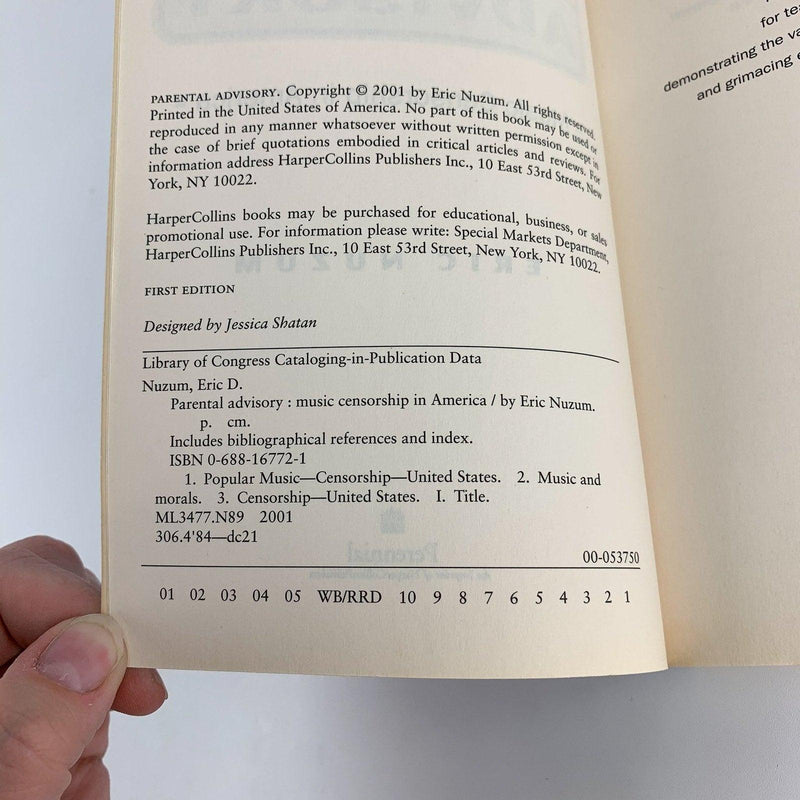 PARENTAL ADVISORY. Copyright © 2001 by Eric Nuzum. All rights reserved.
Printed in the United States of America. No part of this book may be used or
reproduced in any manner whatsoever without written permission except in
the case of brief quotations embodied in critical articles and reviews. For
information address HarperCollins Publishers Inc., 10 East 53rd Street, New
York, NY 10022.
HarperCollins books may be purchased for educational, business, or sales
promotional use. For information please write: Special Markets Department,
HarperCollins Publishers Inc., 10 East 53rd Street, New York, NY 10022.
FIRST EDITION
Designed by Jessica Shatan
Library of Congress Cataloging-in-Publication Data
Nuzum, Eric D.
Parental advisory : music censorship in America / by Eric Nuzum.
p. cm.
Includes bibliographical references and index.
ISBN 0-688-16772-1
1. Popular Music—Censorship—United States. 2. Music and
morals. 3. Censorship—United States. I. Title.
ML3477.N89 2001
306.4'84—dc21
00-053750
01 02 03 04 05 WB/RRD 10 9 8 7 6 5 4 3 2 1
for
demonstrating the
and grimacing